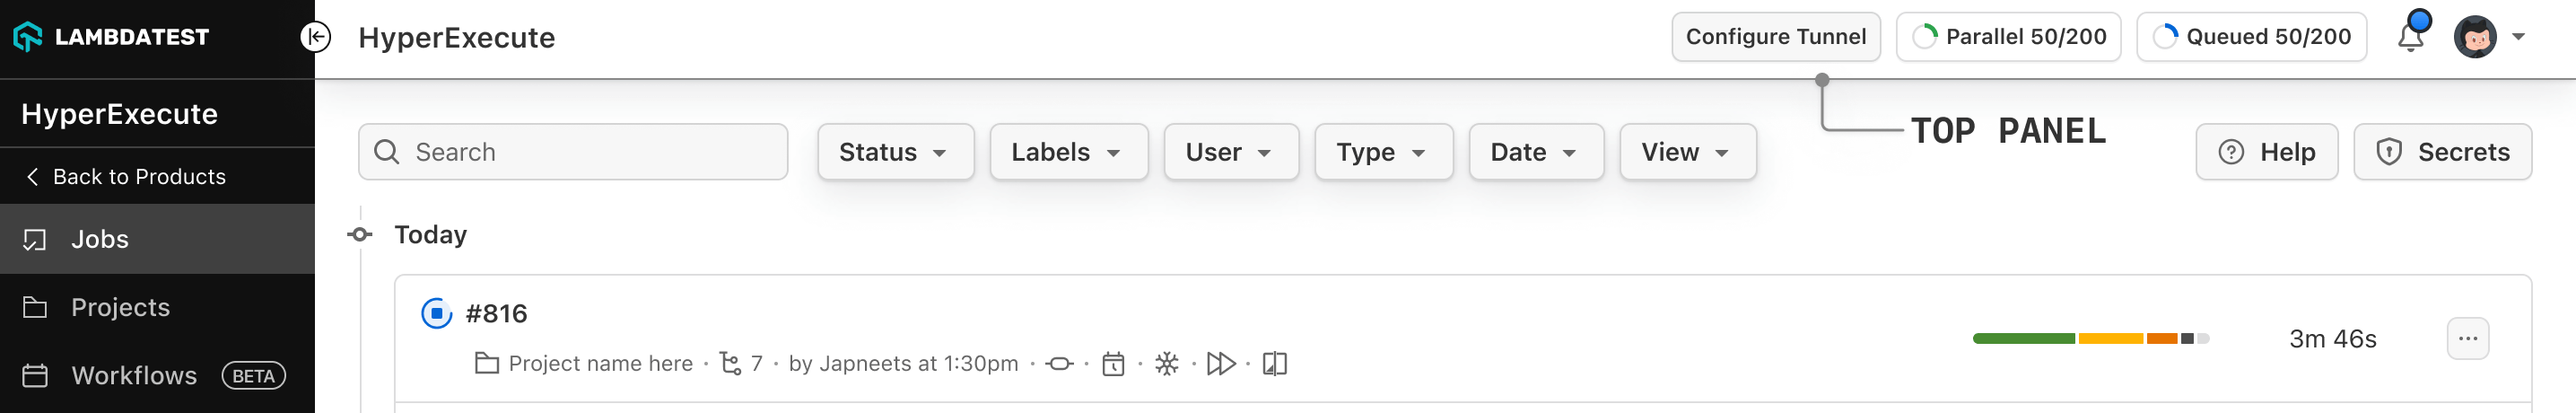 LAMBDATEST
HyperExecute
Configure Tunnel
Parallel 50/200
Queued 50/200
HyperExecute
Back to Products
Jobs
Projects
Workflows BETA
Search
Status
Labels
User
Type
Date
View
TOP PANEL
Help
Secrets
Today
#816
Project name here · 7 · by Japneets at 1:30pm
3m 46s